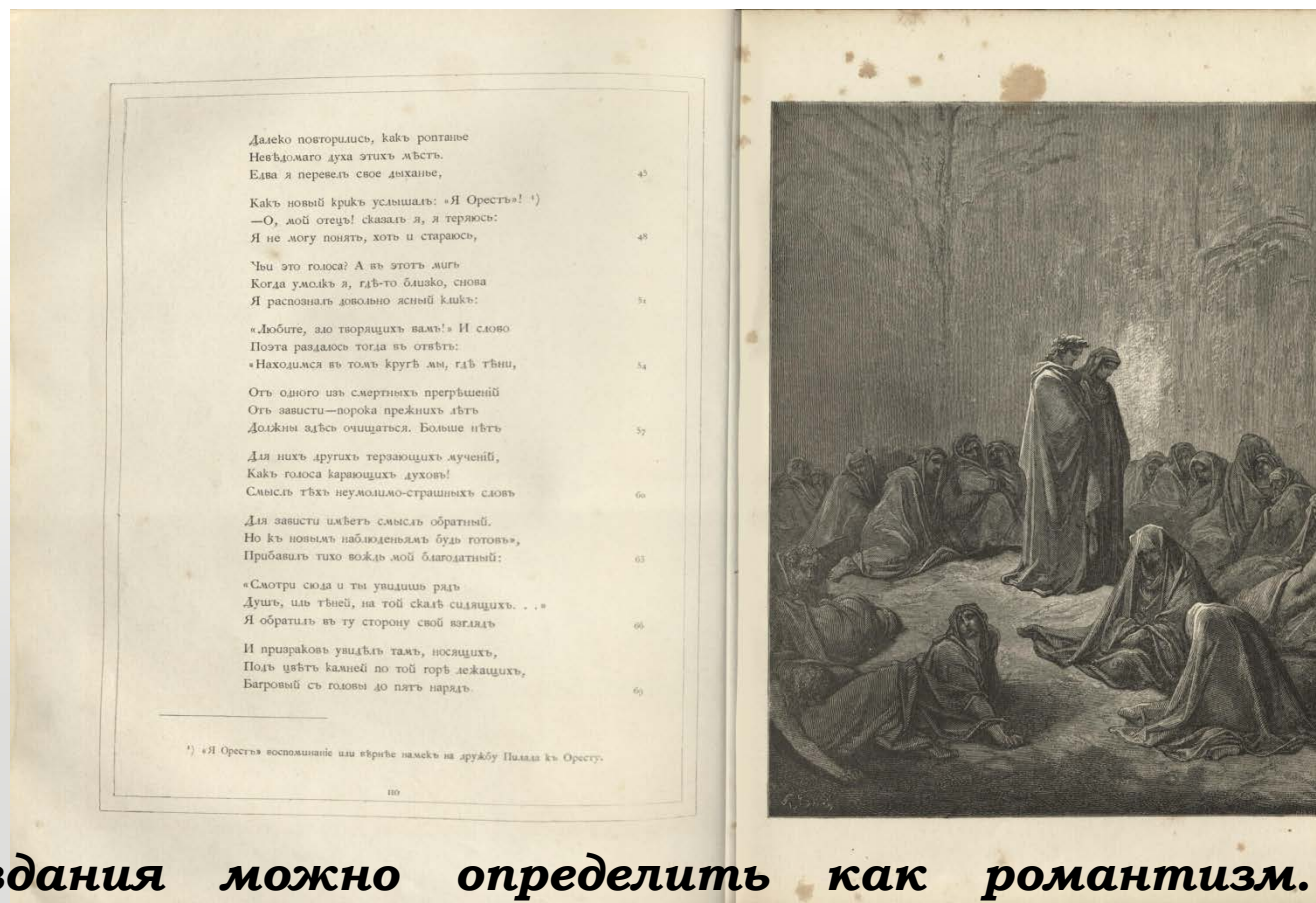 Далеко повторились, какъ роптанье
Невѣдомаго духа этихъ мѣстъ.
Едва я перевелъ свое дыханье,
45
Какъ новый крикъ услышалъ: «Я Орестъ»! ¹)
—О, мой отецъ! сказалъ я, я теряюсь:
Я не могу понять, хоть и стараюсь,
48
Чьи это голоса? А въ этотъ мигъ
Когда умолкъ я, гдѣ-то близко, снова
Я распозналъ довольно ясный кликъ:
51
«Любите, зло творящихъ вамъ!» И слово
Поэта раздалось тогда въ отвѣтъ:
«Находимся въ томъ кругѣ мы, гдѣ тѣни,
54
Отъ одного изъ смертныхъ прегрѣшеній
Отъ зависти—порока прежнихъ лѣтъ
Должны здѣсь очищаться. Больше нѣтъ
57
Для нихъ другихъ терзающихъ мученій,
Какъ голоса карающихъ духовъ!
Смыслъ тѣхъ неумолимо-страшныхъ словъ
60
Для зависти имѣетъ смыслъ обратный.
Но къ новымъ наблюденьямъ будь готовъ»,
Прибавилъ тихо вождь мой благодатный:
63
«Смотри сюда и ты увидишь рядъ
Душъ, иль тѣней, на той скалѣ сидящихъ. . .»
Я обратилъ въ ту сторону свой взглядъ
66
И призраковъ увидѣлъ тамъ, носящихъ,
Подъ цвѣтъ камней по той горѣ лежащихъ,
Багровый съ головы до пятъ нарядъ.
69
¹) «Я Орестъ» воспоминаніе или вѣрнѣе намекъ на дружбу Пилада къ Оресту.
110
здания можно определить как романтизм.